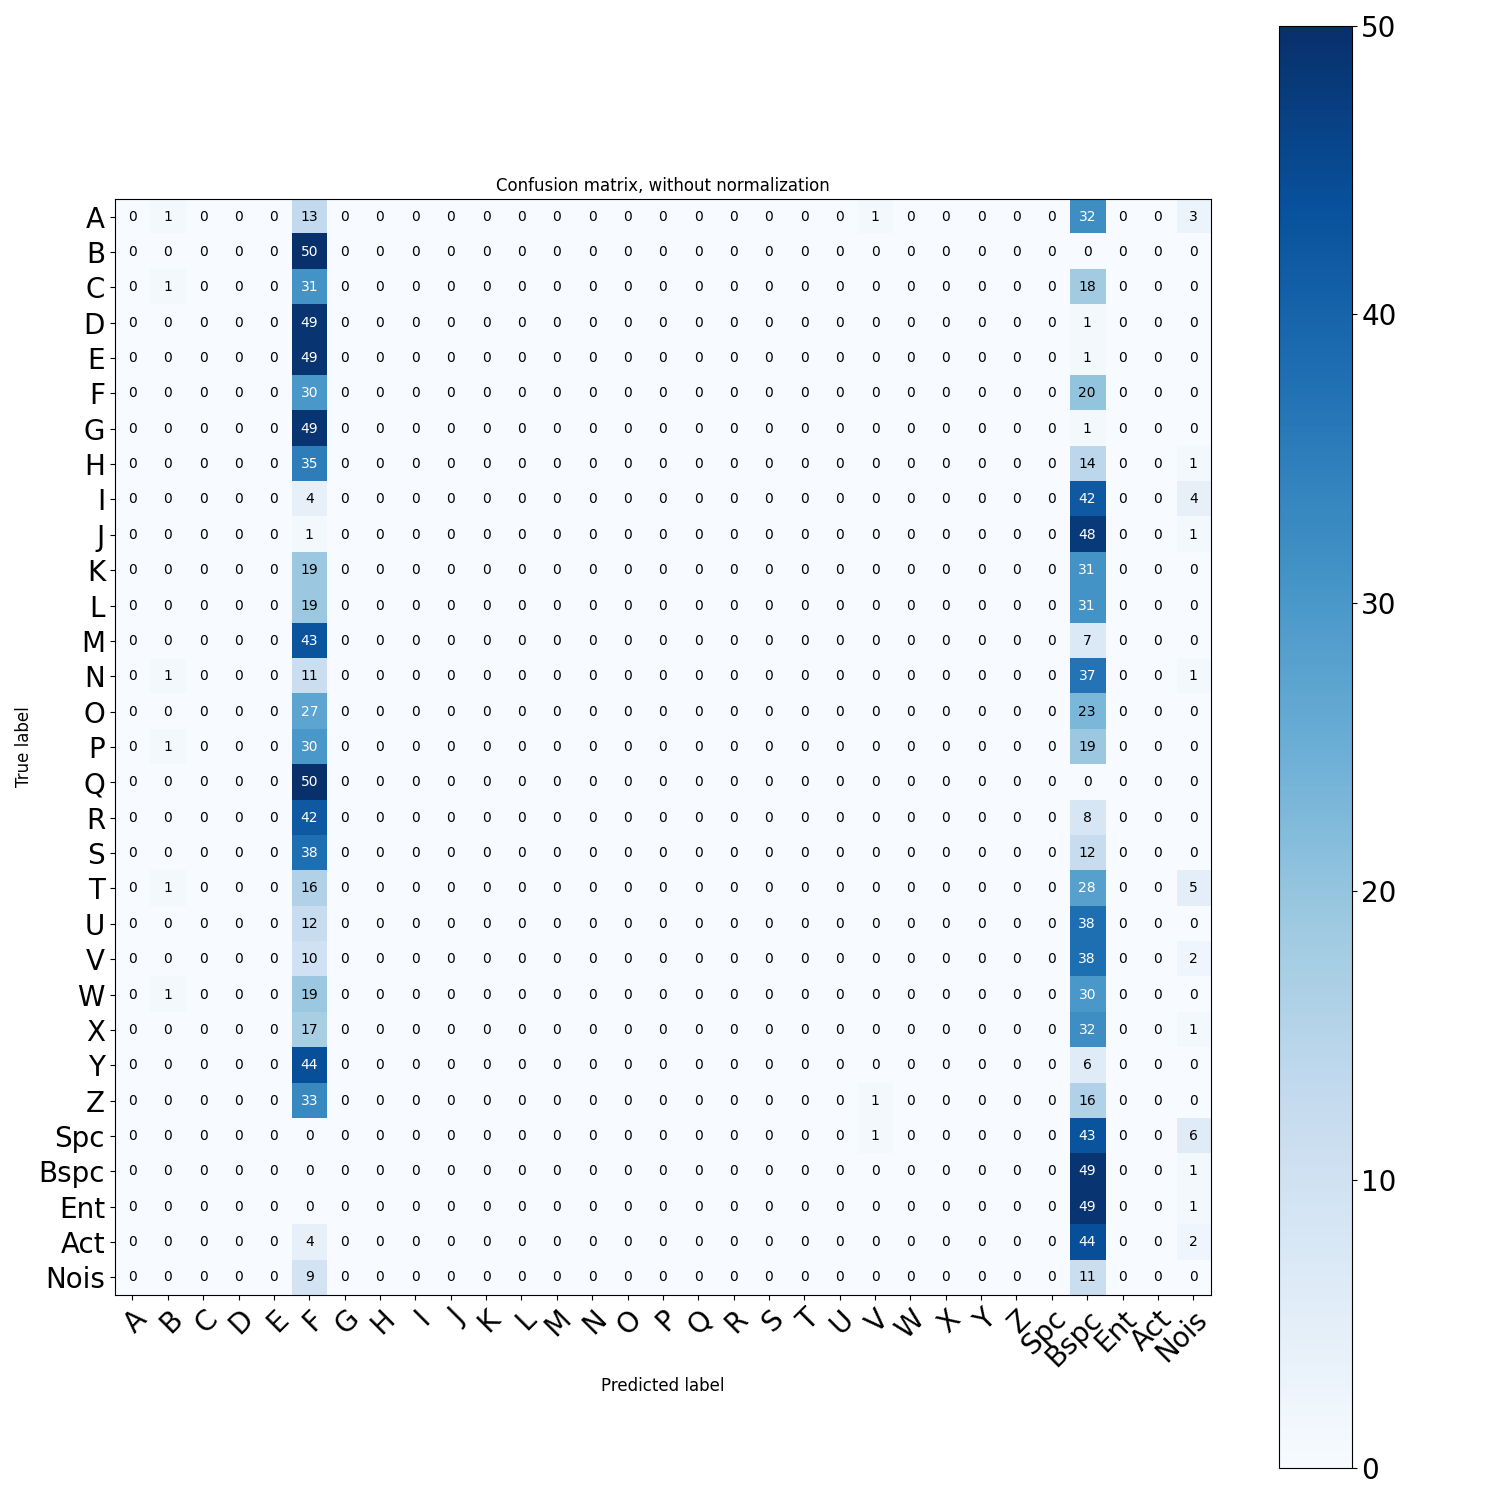 Confusion matrix, without normalization
A 0 1 0 0 0 13 0 0 0 0 0 0 0 0 0 0 0 0 0 0 0 1 0 0 0 0 0 32 0 0 3
B 0 0 0 0 0 50 0 0 0 0 0 0 0 0 0 0 0 0 0 0 0 0 0 0 0 0 0 0 0 0 0
C 0 1 0 0 0 31 0 0 0 0 0 0 0 0 0 0 0 0 0 0 0 0 0 0 0 0 0 18 0 0 0
D 0 0 0 0 0 49 0 0 0 0 0 0 0 0 0 0 0 0 0 0 0 0 0 0 0 0 0 1 0 0 0
E 0 0 0 0 0 49 0 0 0 0 0 0 0 0 0 0 0 0 0 0 0 0 0 0 0 0 0 1 0 0 0
F 0 0 0 0 0 30 0 0 0 0 0 0 0 0 0 0 0 0 0 0 0 0 0 0 0 0 0 20 0 0 0
G 0 0 0 0 0 49 0 0 0 0 0 0 0 0 0 0 0 0 0 0 0 0 0 0 0 0 0 1 0 0 0
H 0 0 0 0 0 35 0 0 0 0 0 0 0 0 0 0 0 0 0 0 0 0 0 0 0 0 0 14 0 0 1
I 0 0 0 0 0 4 0 0 0 0 0 0 0 0 0 0 0 0 0 0 0 0 0 0 0 0 0 42 0 0 4
J 0 0 0 0 0 1 0 0 0 0 0 0 0 0 0 0 0 0 0 0 0 0 0 0 0 0 0 48 0 0 1
K 0 0 0 0 0 19 0 0 0 0 0 0 0 0 0 0 0 0 0 0 0 0 0 0 0 0 0 31 0 0 0
L 0 0 0 0 0 19 0 0 0 0 0 0 0 0 0 0 0 0 0 0 0 0 0 0 0 0 0 31 0 0 0
M 0 0 0 0 0 43 0 0 0 0 0 0 0 0 0 0 0 0 0 0 0 0 0 0 0 0 0 7 0 0 0
N 0 1 0 0 0 11 0 0 0 0 0 0 0 0 0 0 0 0 0 0 0 0 0 0 0 0 0 37 0 0 1
O 0 0 0 0 0 27 0 0 0 0 0 0 0 0 0 0 0 0 0 0 0 0 0 0 0 0 0 23 0 0 0
P 0 1 0 0 0 30 0 0 0 0 0 0 0 0 0 0 0 0 0 0 0 0 0 0 0 0 0 19 0 0 0
Q 0 0 0 0 0 50 0 0 0 0 0 0 0 0 0 0 0 0 0 0 0 0 0 0 0 0 0 0 0 0 0
R 0 0 0 0 0 42 0 0 0 0 0 0 0 0 0 0 0 0 0 0 0 0 0 0 0 0 0 8 0 0 0
S 0 0 0 0 0 38 0 0 0 0 0 0 0 0 0 0 0 0 0 0 0 0 0 0 0 0 0 12 0 0 0
T 0 1 0 0 0 16 0 0 0 0 0 0 0 0 0 0 0 0 0 0 0 0 0 0 0 0 0 28 0 0 5
U 0 0 0 0 0 12 0 0 0 0 0 0 0 0 0 0 0 0 0 0 0 0 0 0 0 0 0 38 0 0 0
V 0 0 0 0 0 10 0 0 0 0 0 0 0 0 0 0 0 0 0 0 0 0 0 0 0 0 0 38 0 0 2
W 0 1 0 0 0 19 0 0 0 0 0 0 0 0 0 0 0 0 0 0 0 0 0 0 0 0 0 30 0 0 0
X 0 0 0 0 0 17 0 0 0 0 0 0 0 0 0 0 0 0 0 0 0 0 0 0 0 0 0 32 0 0 1
Y 0 0 0 0 0 44 0 0 0 0 0 0 0 0 0 0 0 0 0 0 0 0 0 0 0 0 0 6 0 0 0
Z 0 0 0 0 0 33 0 0 0 0 0 0 0 0 0 0 0 0 0 0 0 1 0 0 0 0 0 16 0 0 0
Spc 0 0 0 0 0 0 0 0 0 0 0 0 0 0 0 0 0 0 0 0 0 1 0 0 0 0 0 43 0 0 6
Bspc 0 0 0 0 0 0 0 0 0 0 0 0 0 0 0 0 0 0 0 0 0 0 0 0 0 0 0 49 0 0 1
Ent 0 0 0 0 0 0 0 0 0 0 0 0 0 0 0 0 0 0 0 0 0 0 0 0 0 0 0 49 0 0 1
Act 0 0 0 0 0 4 0 0 0 0 0 0 0 0 0 0 0 0 0 0 0 0 0 0 0 0 0 44 0 0 2
Nois 0 0 0 0 0 9 0 0 0 0 0 0 0 0 0 0 0 0 0 0 0 0 0 0 0 0 0 11 0 0 0
A B C D E F G H I J K L M N O P Q R S T U V W X Y Z Spc Bspc Ent Act Nois
Predicted label
True label
50
40
30
20
10
0